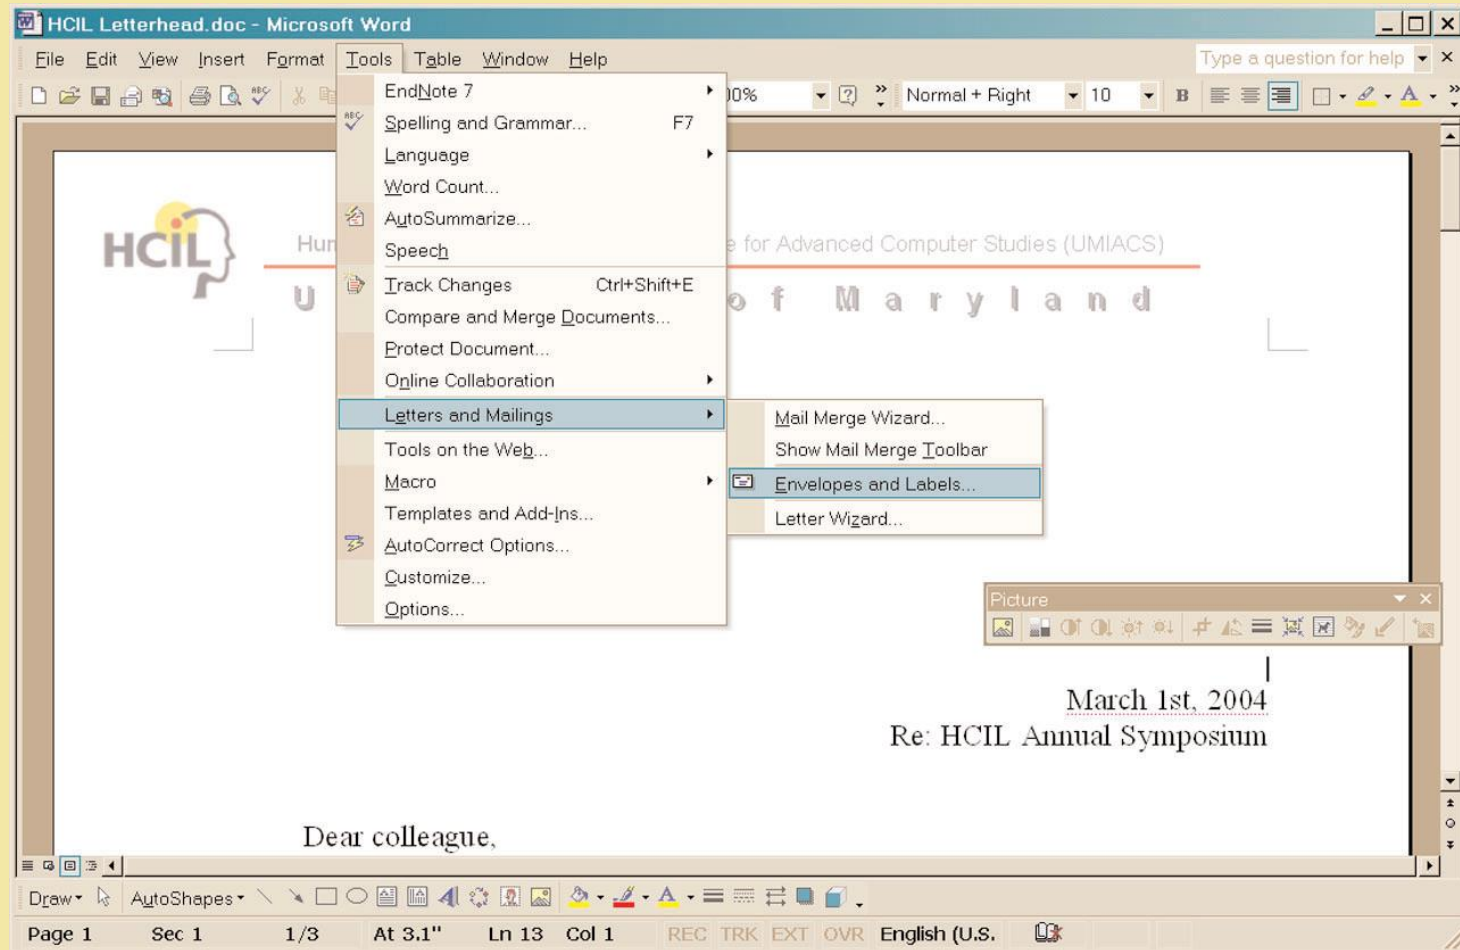 HCIL Letterhead.doc - Microsoft Word
File Edit View Insert Format Tools Table Window Help Type a question for help
00% Normal + Right 10 B
EndNote 7
Spelling and Grammar... F7
Language
Word Count...
AutoSummarize...
Speech
Track Changes Ctrl+Shift+E
Compare and Merge Documents...
Protect Document...
Online Collaboration
Letters and Mailings
Tools on the Web...
Macro
Templates and Add-Ins...
AutoCorrect Options...
Customize...
Options...
Mail Merge Wizard...
Show Mail Merge Toolbar
Envelopes and Labels...
Letter Wizard...
HCIL
Hum e for Advanced Computer Studies (UMIACS)
U of Maryland
Picture
March 1st, 2004
Re: HCIL Annual Symposium
Dear colleague,
Draw AutoShapes
Page 1 Sec 1 1/3 At 3.1" Ln 13 Col 1 REC TRK EXT OVR English (U.S.